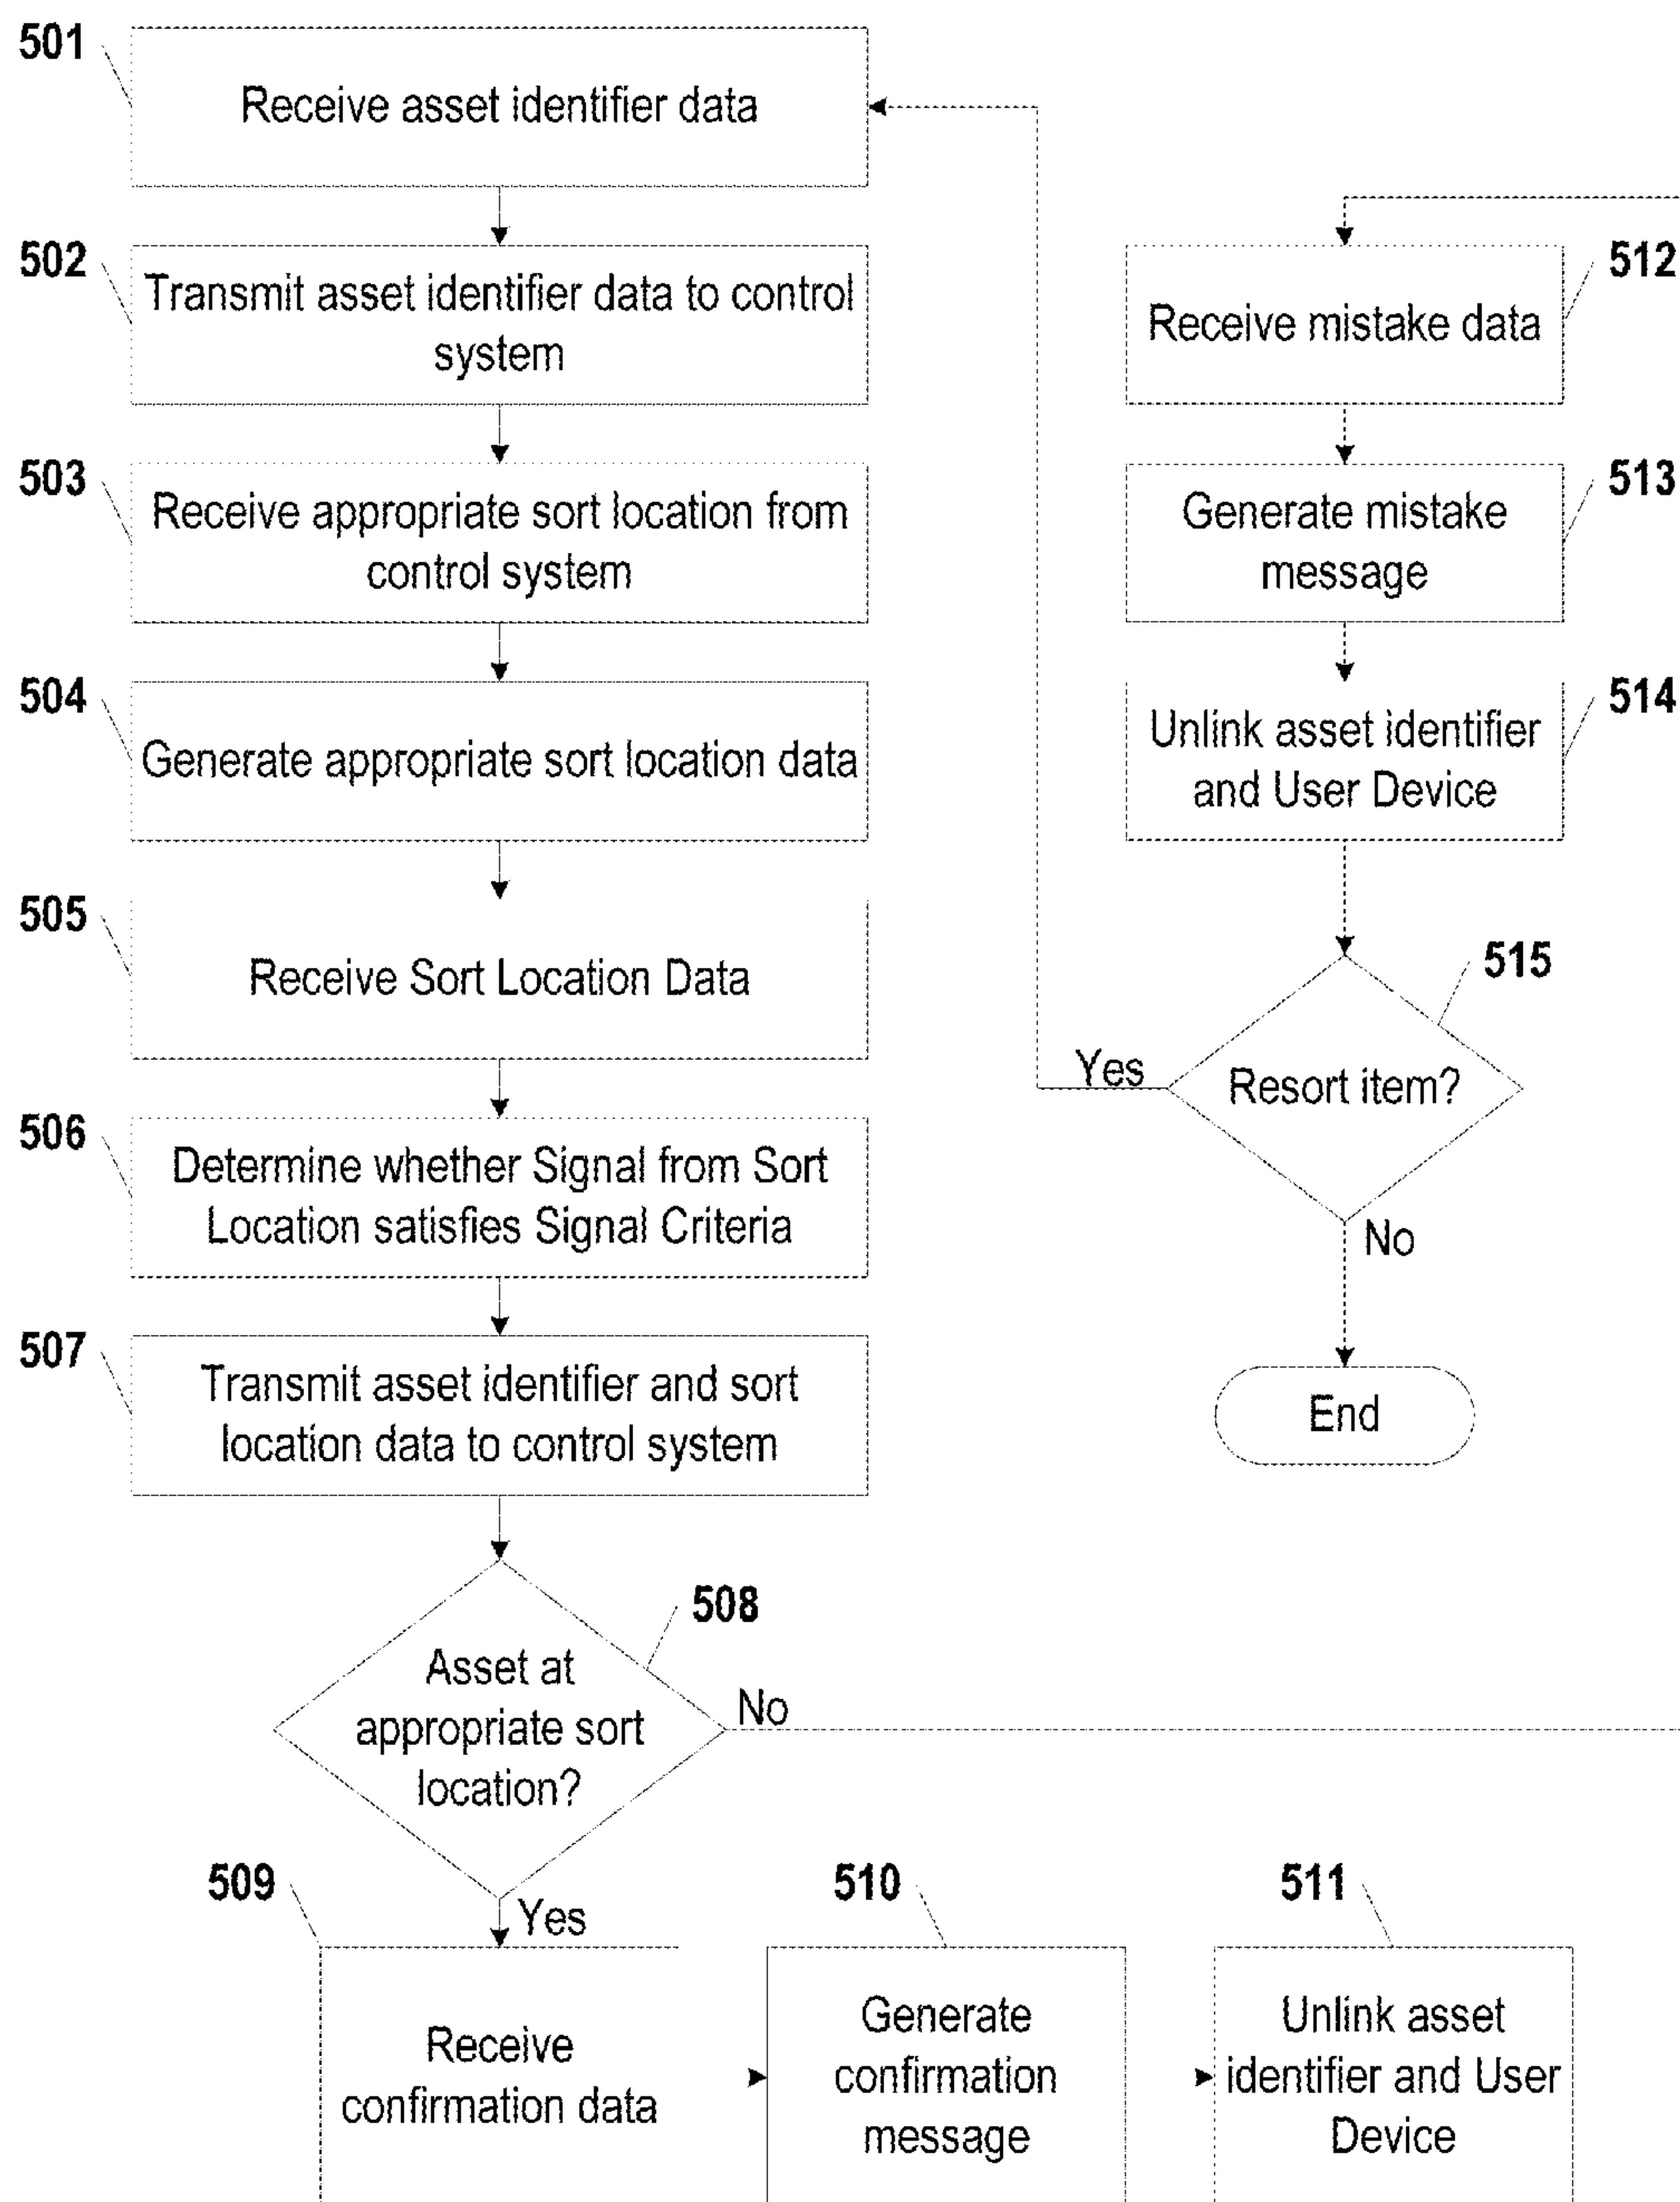 501
Receive asset identifier data
502
Transmit asset identifier data to control
system
503
Receive appropriate sort location from
control system
504
Generate appropriate sort location data
505
Receive Sort Location Data
506
Determine whether Signal from Sort
Location satisfies Signal Criteria
507
Transmit asset identifier and sort
location data to control system
508
Asset at
appropriate sort
location?
No
Yes
509
Receive
confirmation data
510
Generate
confirmation
message
511
Unlink asset
identifier and User
Device
512
Receive mistake data
513
Generate mistake
message
514
Unlink asset identifier
and User Device
515
Resort item?
Yes
No
End